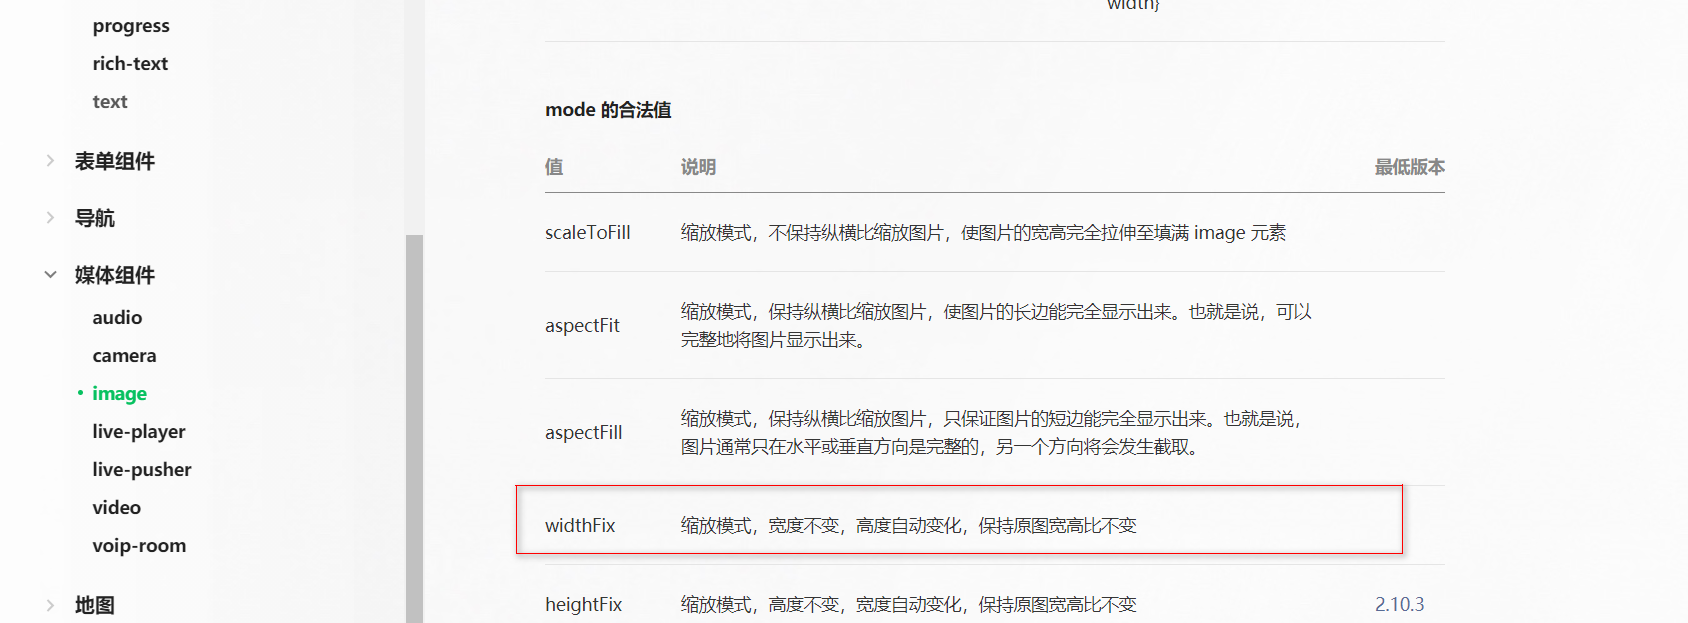 progress
rich-text
text
表单组件
导航
媒体组件
audio
camera
image
live-player
live-pusher
video
voip-room
地图
width}
mode 的合法值
值 说明 最低版本
scaleToFill 缩放模式，不保持纵横比缩放图片，使图片的宽高完全拉伸至填满 image 元素
aspectFit 缩放模式，保持纵横比缩放图片，使图片的长边能完全显示出来。也就是说，可以
完整地将图片显示出来。
aspectFill 缩放模式，保持纵横比缩放图片，只保证图片的短边能完全显示出来。也就是说，
图片通常只在水平或垂直方向是完整的，另一个方向将会发生截取。
widthFix 缩放模式，宽度不变，高度自动变化，保持原图宽高比不变
heightFix 缩放模式，高度不变，宽度自动变化，保持原图宽高比不变 2.10.3